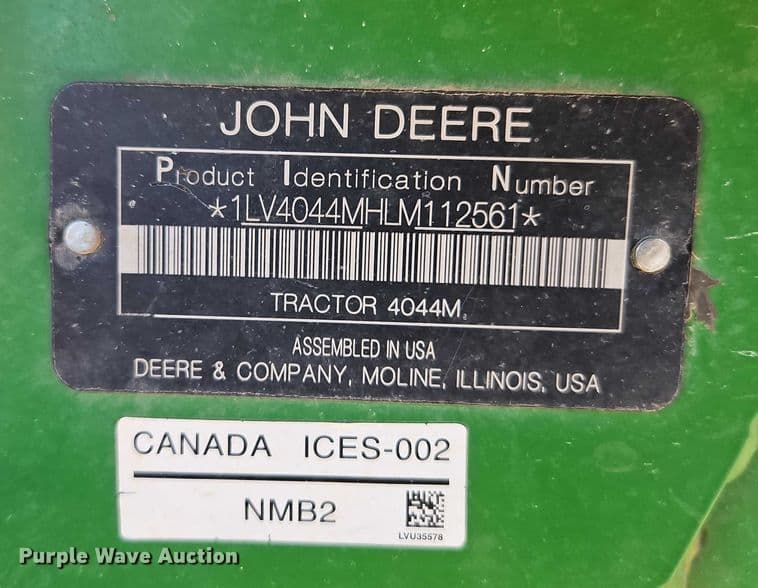 JOHN DEERE
Product Identification Number
*1LV4044MHLM112561*
TRACTOR 4044M
ASSEMBLED IN USA
DEERE & COMPANY, MOLINE, ILLINOIS, USA
CANADA ICES-002
NMB2
LVU35578
Purple Wave Auction